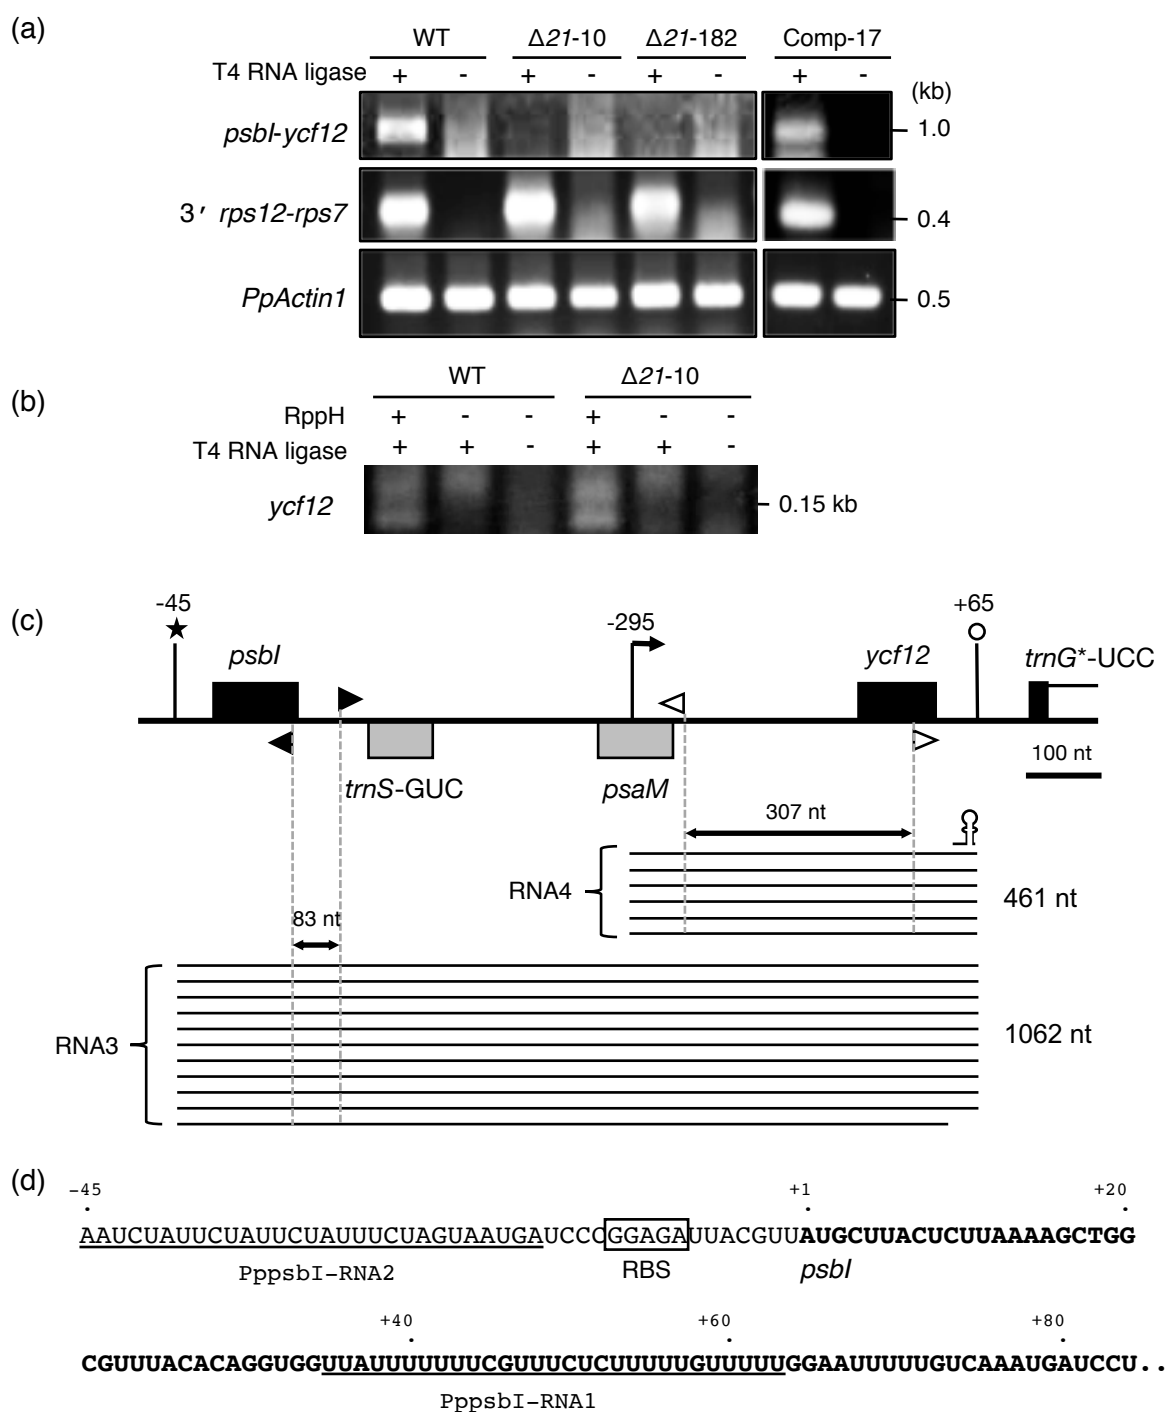 (a)
WT Δ21-10 Δ21-182 Comp-17
T4 RNA ligase + - + - + - + -
(kb)
psbI-ycf12 1.0
3′ rps12-rps7 0.4
PpActin1 0.5
(b)
WT Δ21-10
RppH + - - + - -
T4 RNA ligase + + - + + -
ycf12 0.15 kb
(c)
-45 -295 +65
psbI ycf12 trnG*-UCC
trnS-GUC psaM 100 nt
307 nt
RNA4 461 nt
83 nt
RNA3 1062 nt
(d)
-45 +1 +20
AAUCUAUUCUAUUCUAUUUCUAGUAAUGAUCCCGGAGAUUACGUUAUGCUUACUCUUAAAAGCTGG
PppsbI-RNA2 RBS psbI
+40 +60 +80
CGUUUACACAGGUGGUUAUUUUUUUCGUUUCUCUUUUUGUUUUUGGAAUUUUUGUCAAAUGAUCCU..
PppsbI-RNA1